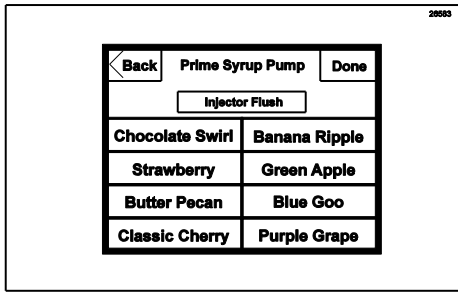 26583
Back Prime Syrup Pump Done
Injector Flush
Chocolate Swirl Banana Ripple
Strawberry Green Apple
Butter Pecan Blue Goo
Classic Cherry Purple Grape